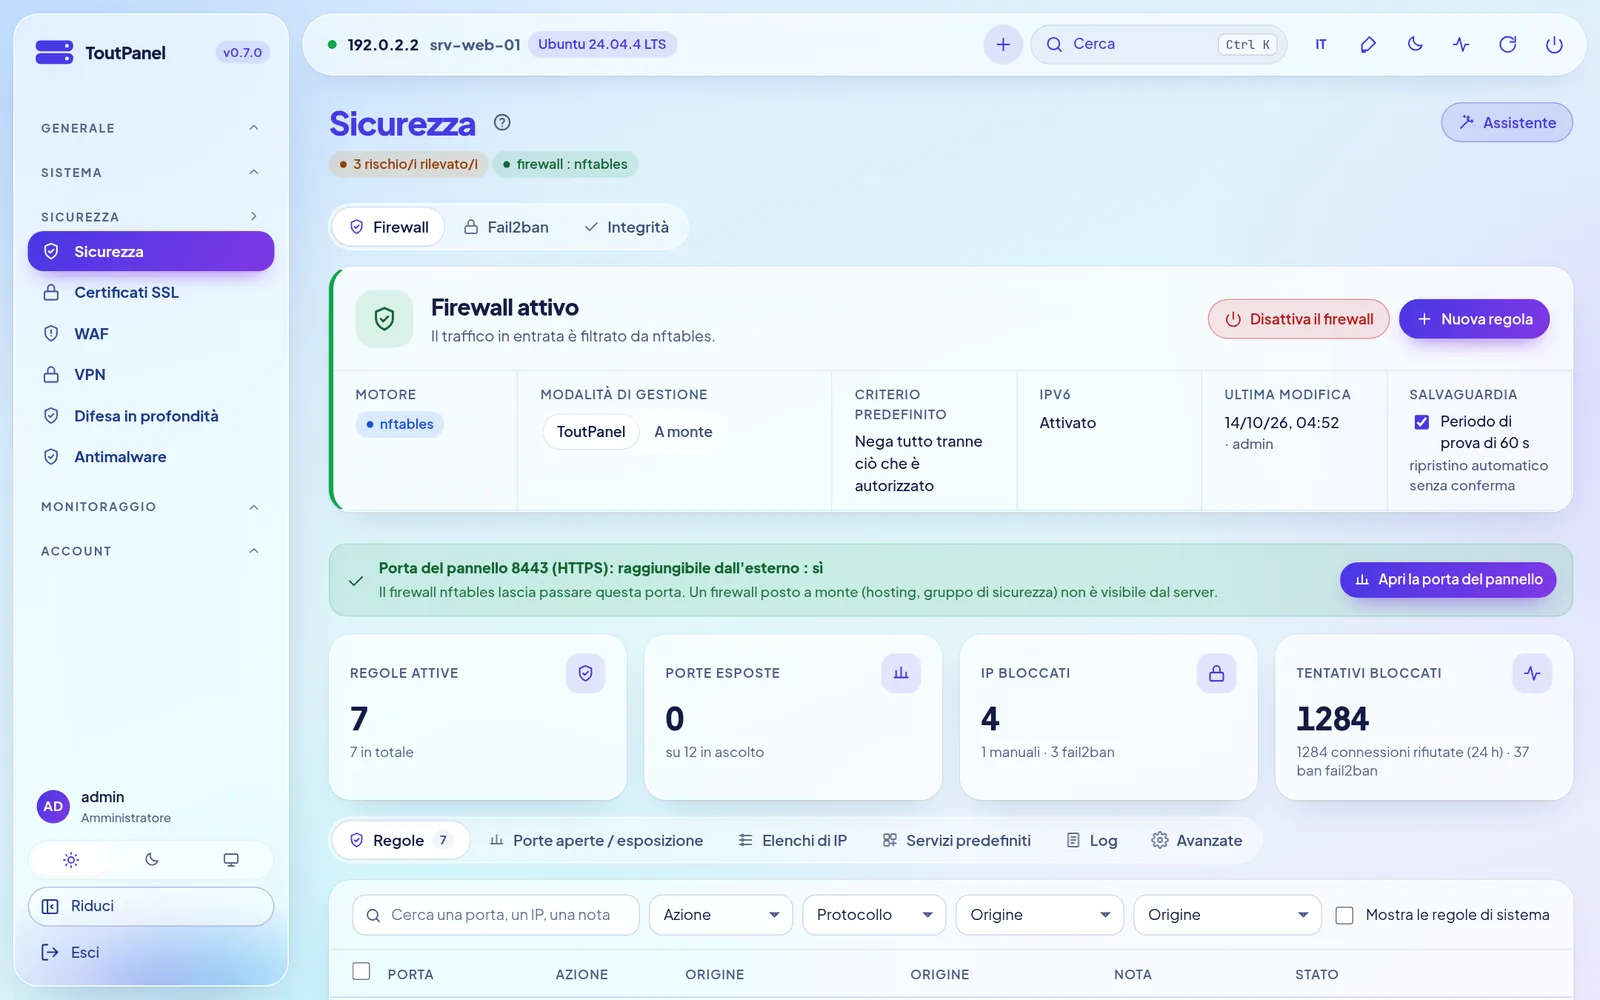 ToutPanel
v0.7.0
GENERALE
SISTEMA
SICUREZZA
Sicurezza
Certificati SSL
WAF
VPN
Difesa in profondità
Antimalware
MONITORAGGIO
ACCOUNT
AD
admin
Amministratore
Riduci
Esci
192.0.2.2 srv-web-01 Ubuntu 24.04.4 LTS
Cerca
Ctrl K
IT
Sicurezza
Assistente
3 rischio/i rilevato/i
firewall : nftables
Firewall
Fail2ban
Integrità
Firewall attivo
Il traffico in entrata è filtrato da nftables.
Disattiva il firewall
Nuova regola
MOTORE
nftables
MODALITÀ DI GESTIONE
ToutPanel
A monte
CRITERIO
PREDEFINITO
Nega tutto tranne
ciò che è
autorizzato
IPV6
Attivato
ULTIMA MODIFICA
14/10/26, 04:52
· admin
SALVAGUARDIA
Periodo di
prova di 60 s
ripristino automatico
senza conferma
Porta del pannello 8443 (HTTPS): raggiungibile dall'esterno : sì
Il firewall nftables lascia passare questa porta. Un firewall posto a monte (hosting, gruppo di sicurezza) non è visibile dal server.
Apri la porta del pannello
REGOLE ATTIVE
7
7 in totale
PORTE ESPOSTE
0
su 12 in ascolto
IP BLOCCATI
4
1 manuali · 3 fail2ban
TENTATIVI BLOCCATI
1284
1284 connessioni rifiutate (24 h) · 37
ban fail2ban
Regole 7
Porte aperte / esposizione
Elenchi di IP
Servizi predefiniti
Log
Avanzate
Cerca una porta, un IP, una nota
Azione
Protocollo
Origine
Origine
Mostra le regole di sistema
PORTA
AZIONE
ORIGINE
ORIGINE
NOTA
STATO